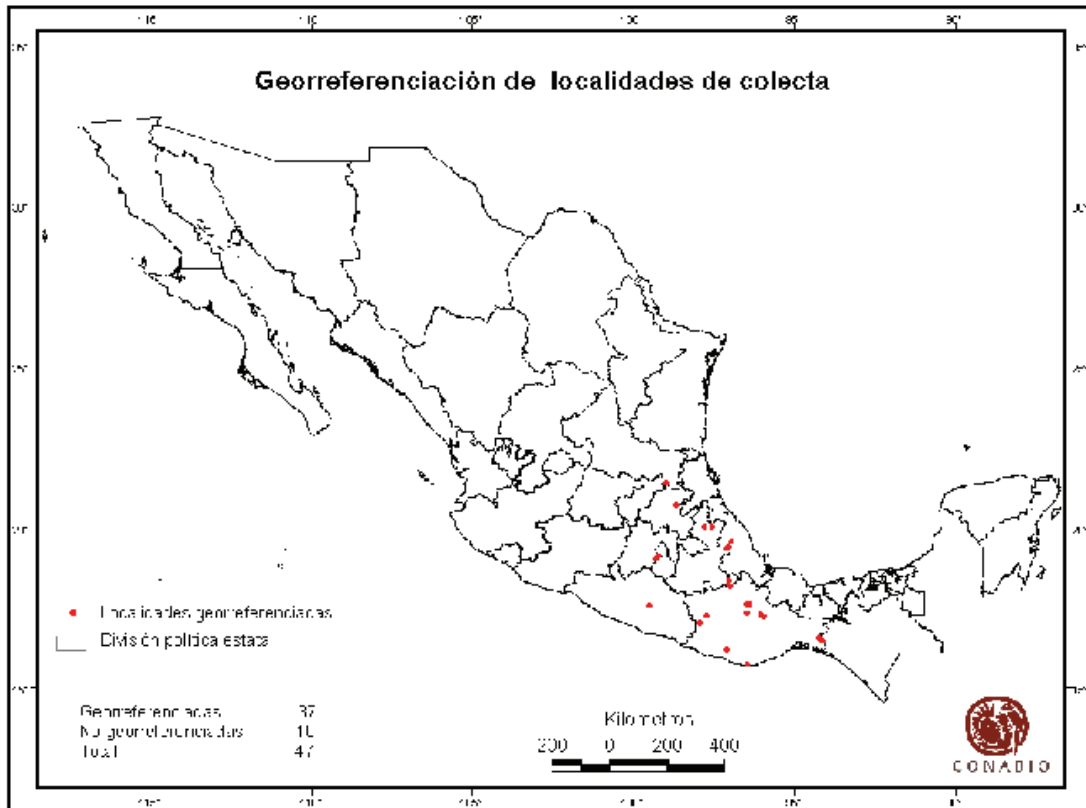 Georreferenciación de localidades de colecta
Localidades georreferenciadas
División política estatal
Georreferenciadas 37
No georreferenciadas 10
Total 47
Kilometros
200 0 200 400
CONABIO